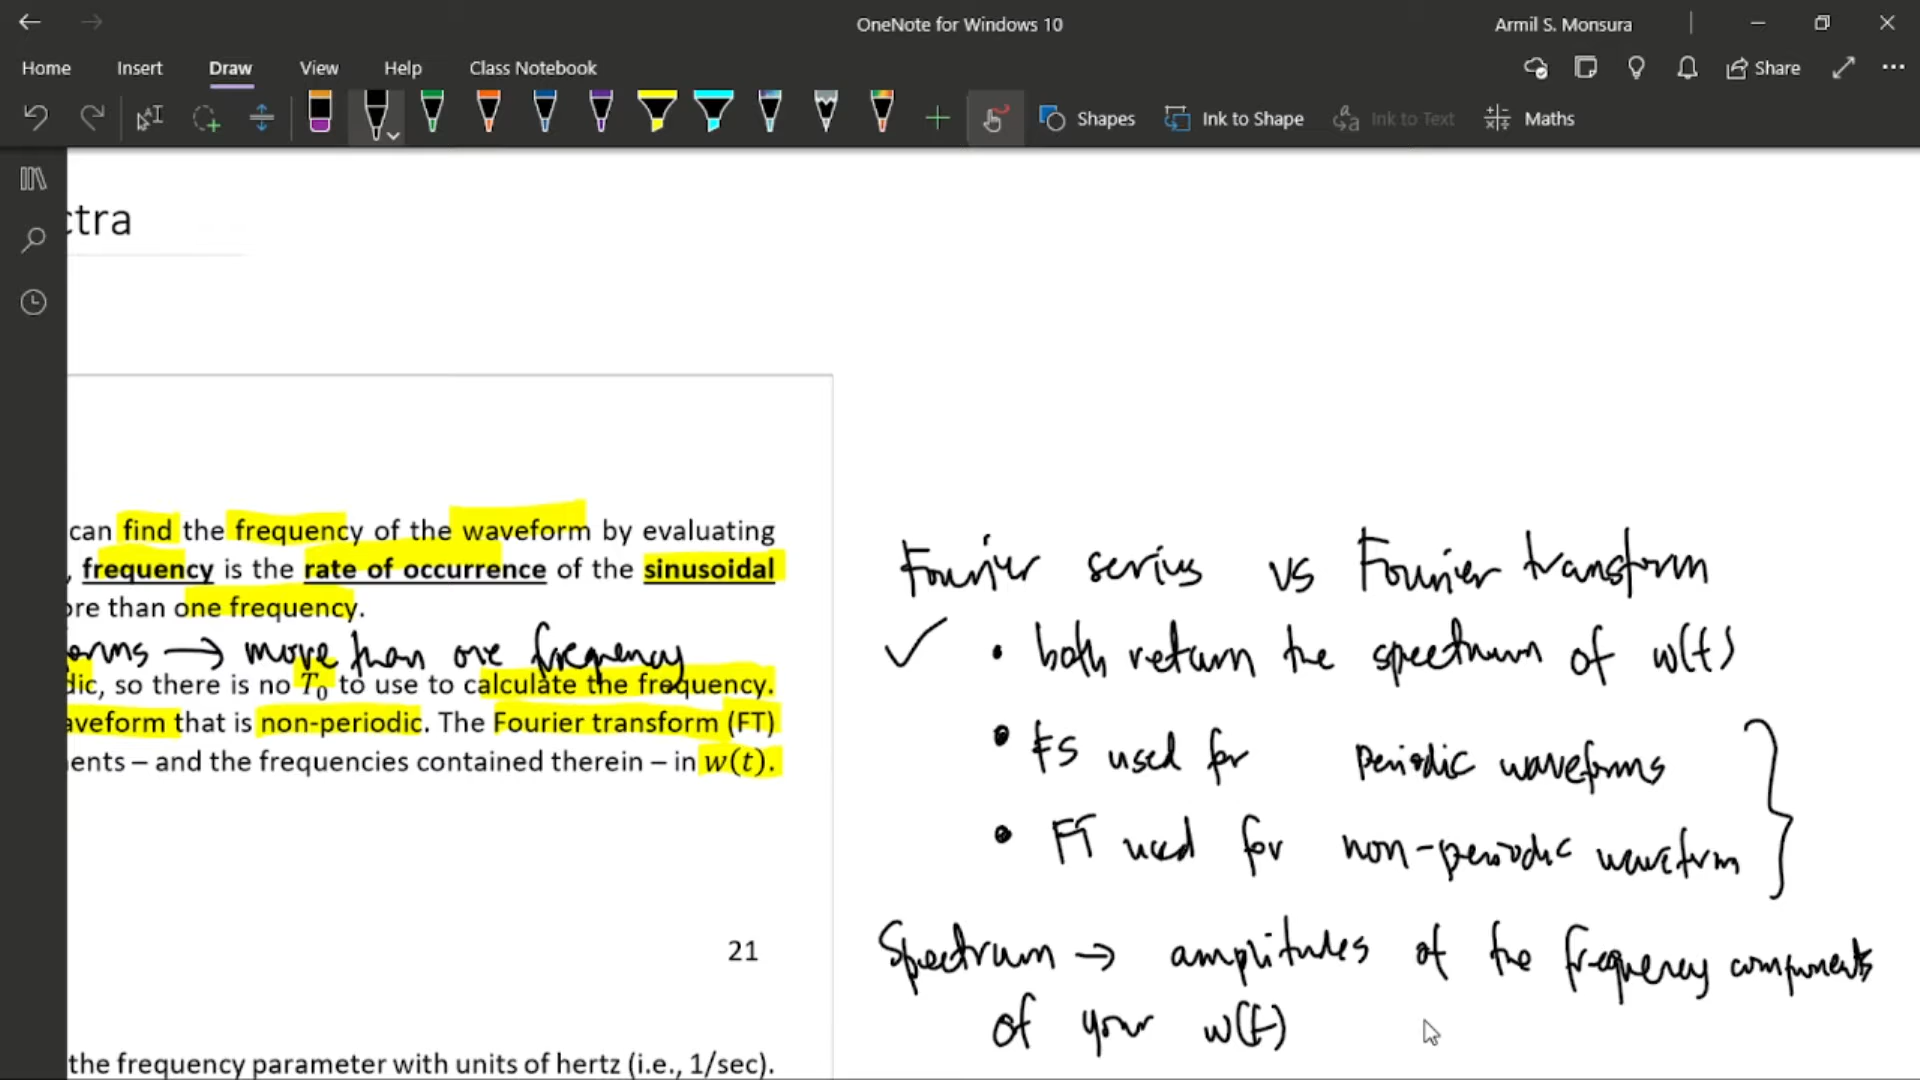 OneNote for Windows 10
Armil S. Monsura
Home Insert Draw View Help Class Notebook
Share
Shapes Ink to Shape Ink to Text Maths
ctra
can find the frequency of the waveform by evaluating
, frequency is the rate of occurrence of the sinusoidal
ore than one frequency.
orms → more than one frequency
dic, so there is no T₀ to use to calculate the frequency.
aveform that is non-periodic. The Fourier transform (FT)
ents – and the frequencies contained therein – in w(t).
21
the frequency parameter with units of hertz (i.e., 1/sec).
Fourier series vs Fourier transform
✓ • both return the spectrum of w(t)
• FS used for periodic waveforms
• FT used for non-periodic waveform
Spectrum → amplitudes of the frequency components
of your w(t)